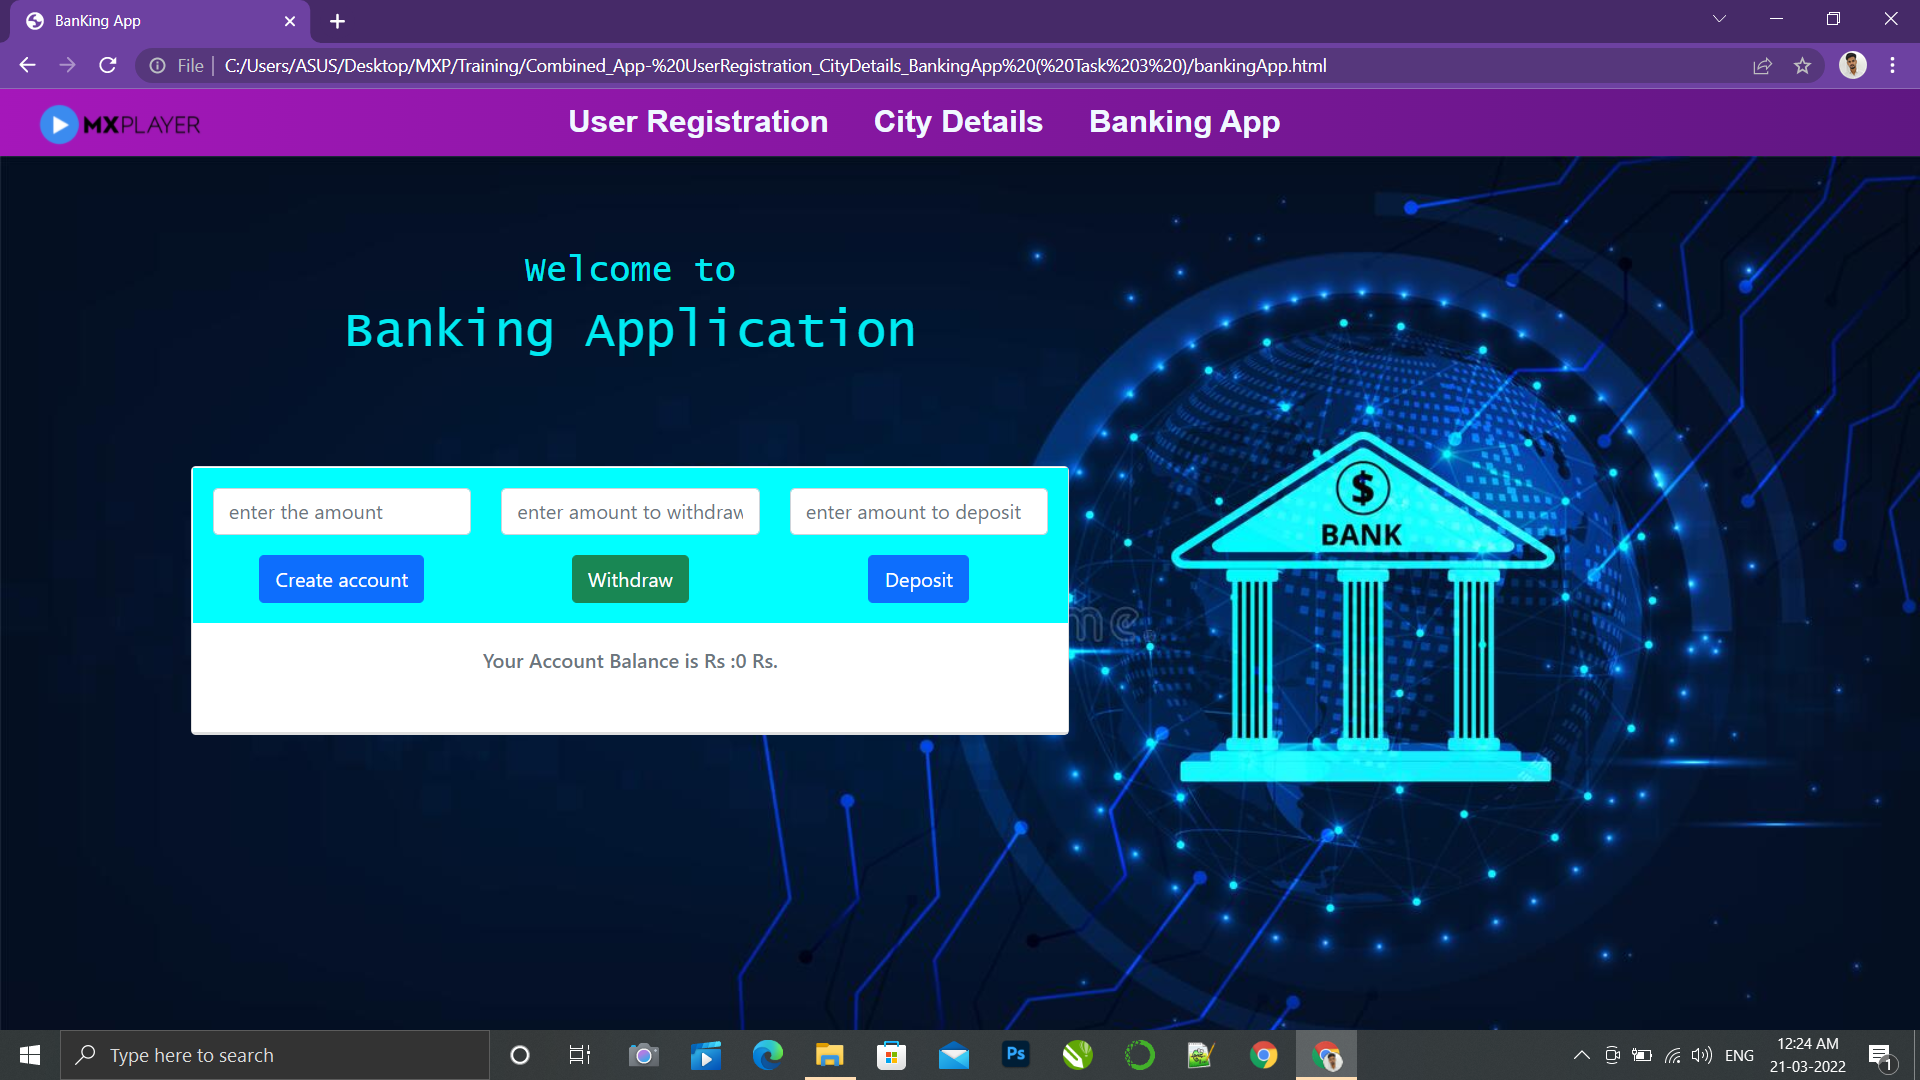 BanKing App
File
C:/Users/ASUS/Desktop/MXP/Training/Combined_App-%20UserRegistration_CityDetails_BankingApp%20(%20Task%203%20)/bankingApp.html
MXPLAYER
User Registration
City Details
Banking App
Welcome to
Banking Application
enter the amount
enter amount to withdraw
enter amount to deposit
Create account
Withdraw
Deposit
Your Account Balance is Rs :0 Rs.
$
BANK
me
Type here to search
Ps
ENG
12:24 AM
21-03-2022
1